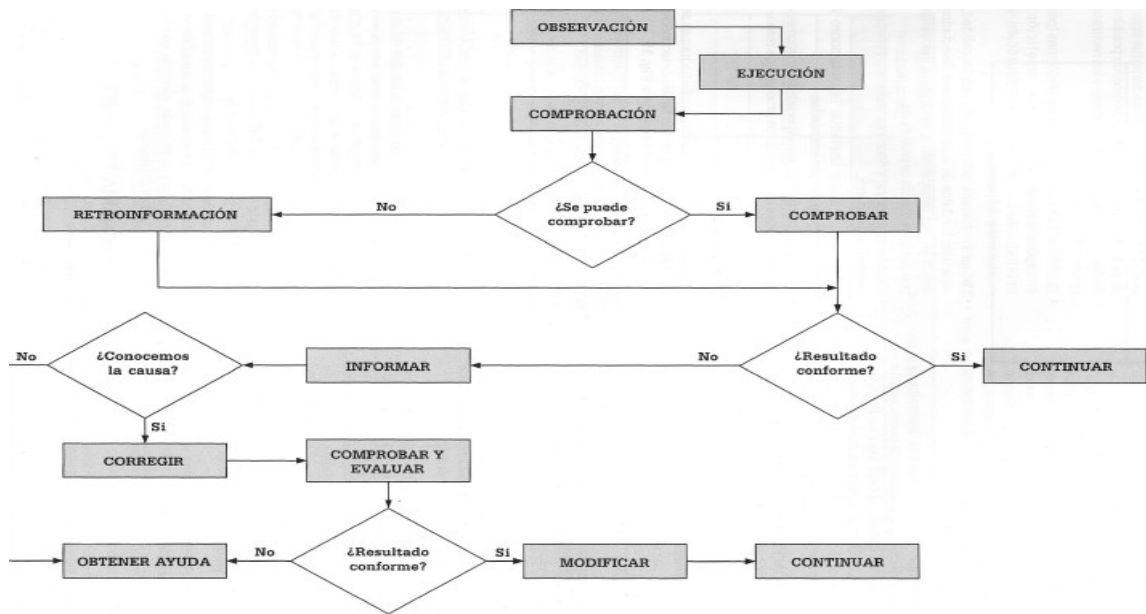 OBSERVACIÓN
EJECUCIÓN
COMPROBACIÓN
¿Se puede
comprobar?
No
Si
RETROINFORMACIÓN
COMPROBAR
No
¿Conocemos
la causa?
INFORMAR
No
¿Resultado
conforme?
Si
CONTINUAR
Si
CORREGIR
COMPROBAR Y
EVALUAR
OBTENER AYUDA
No
¿Resultado
conforme?
Si
MODIFICAR
CONTINUAR